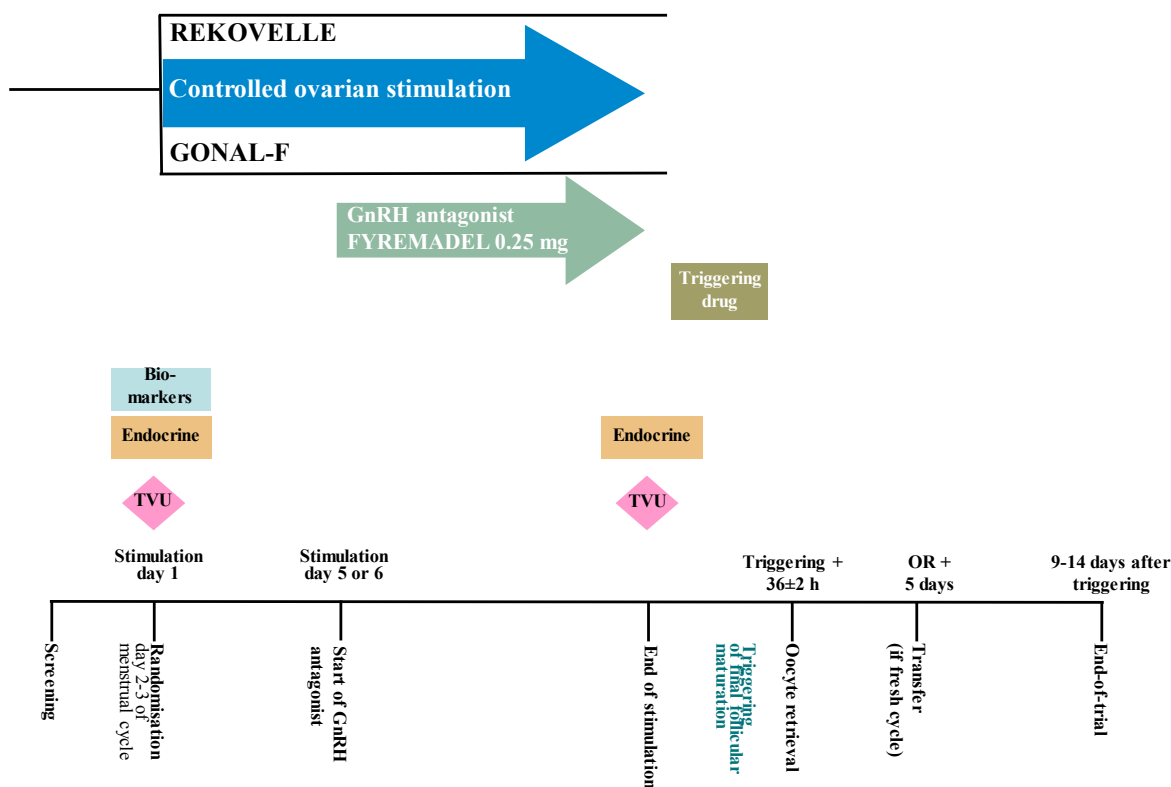 REKOVELLE
Controlled ovarian stimulation
GONAL-F
GnRH antagonist
FYREMADEL 0.25 mg
Triggering
drug
Bio-
markers
Endocrine
Endocrine
TVU
TVU
Stimulation
day 1
Stimulation
day 5 or 6
Triggering +
36±2 h
OR +
5 days
9-14 days after
triggering
Screening
Randomisation
day 2-3 of
menstrual cycle
Start of GnRH
antagonist
End of stimulation
Triggering
of final follicular
maturation
Oocyte retrieval
Transfer
(if fresh cycle)
End-of-trial